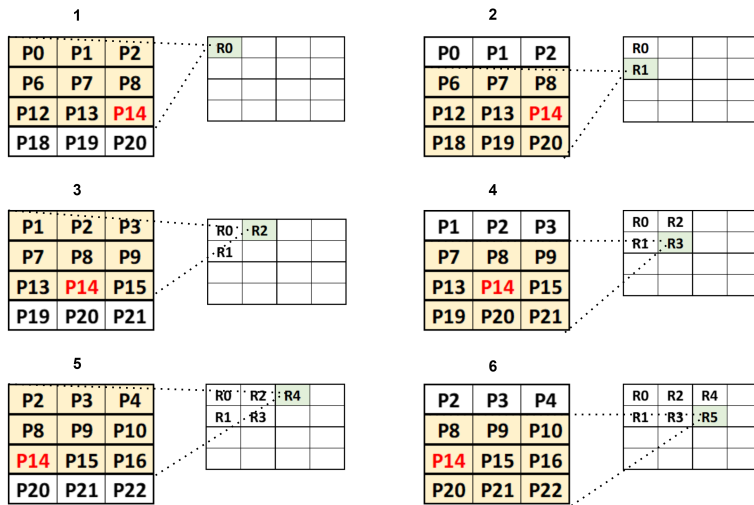 1
P0 P1 P2
P6 P7 P8
P12 P13 P14
P18 P19 P20
R0
2
P0 P1 P2
P6 P7 P8
P12 P13 P14
P18 P19 P20
R0
R1
3
P1 P2 P3
P7 P8 P9
P13 P14 P15
P19 P20 P21
R0 R2
R1
4
P1 P2 P3
P7 P8 P9
P13 P14 P15
P19 P20 P21
R0 R2
R1 R3
5
P2 P3 P4
P8 P9 P10
P14 P15 P16
P20 P21 P22
R0 R2 R4
R1 R3
6
P2 P3 P4
P8 P9 P10
P14 P15 P16
P20 P21 P22
R0 R2 R4
R1 R3 R5